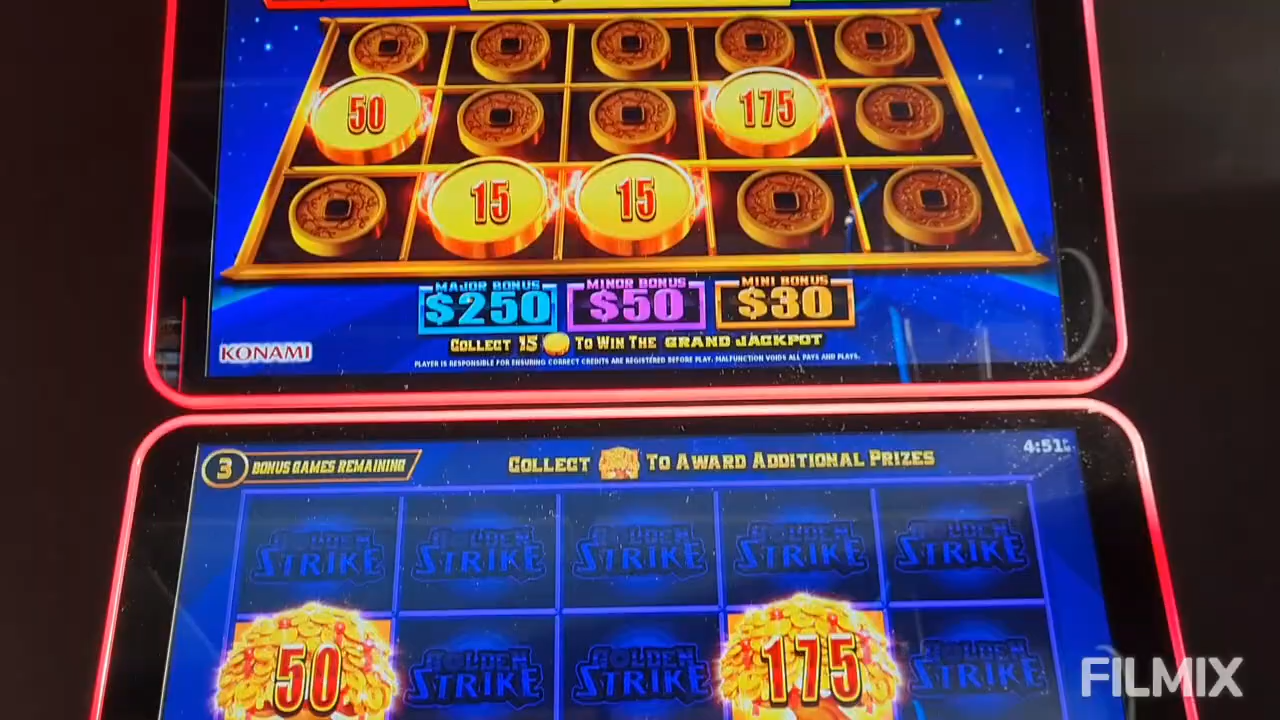 50
175
15
15
MAJOR BONUS
$250
MINOR BONUS
$50
MINI BONUS
$30
COLLECT 15 TO WIN THE GRAND JACKPOT
KONAMI
PLAYER IS RESPONSIBLE FOR ENSURING CORRECT CREDITS ARE REGISTERED BEFORE PLAY. MALFUNCTION VOIDS ALL PAYS AND PLAYS.
3 BONUS GAMES REMAINING
COLLECT TO AWARD ADDITIONAL PRIZES
4:51
GOLDEN STRIKE
GOLDEN STRIKE
GOLDEN STRIKE
GOLDEN STRIKE
GOLDEN STRIKE
50
GOLDEN STRIKE
GOLDEN STRIKE
175
GOLDEN STRIKE
FILMIX